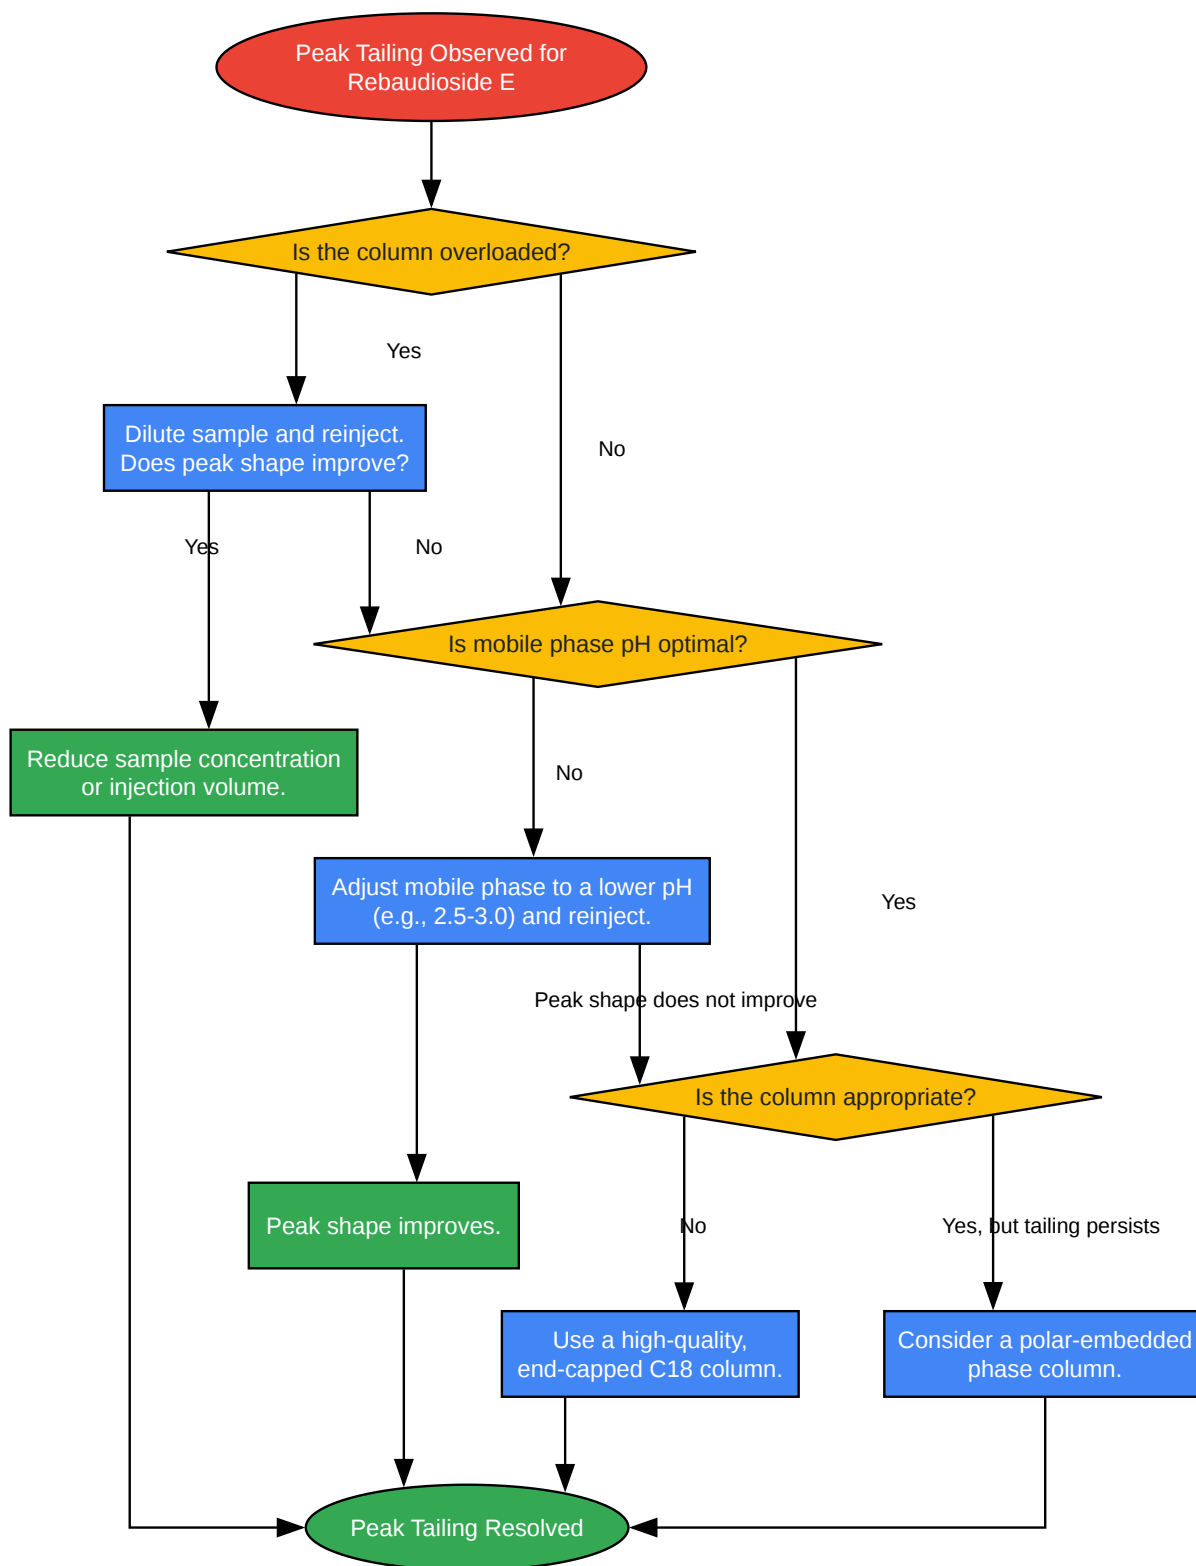 Peak Tailing Observed for
Rebaudioside E
Is the column overloaded?
Yes
Dilute sample and reinject.
Does peak shape improve?
No
Yes
No
Is mobile phase pH optimal?
Reduce sample concentration
or injection volume.
No
Adjust mobile phase to a lower pH
(e.g., 2.5-3.0) and reinject.
Yes
Peak shape does not improve
Is the column appropriate?
Peak shape improves.
No
Yes, but tailing persists
Use a high-quality,
end-capped C18 column.
Consider a polar-embedded
phase column.
Peak Tailing Resolved